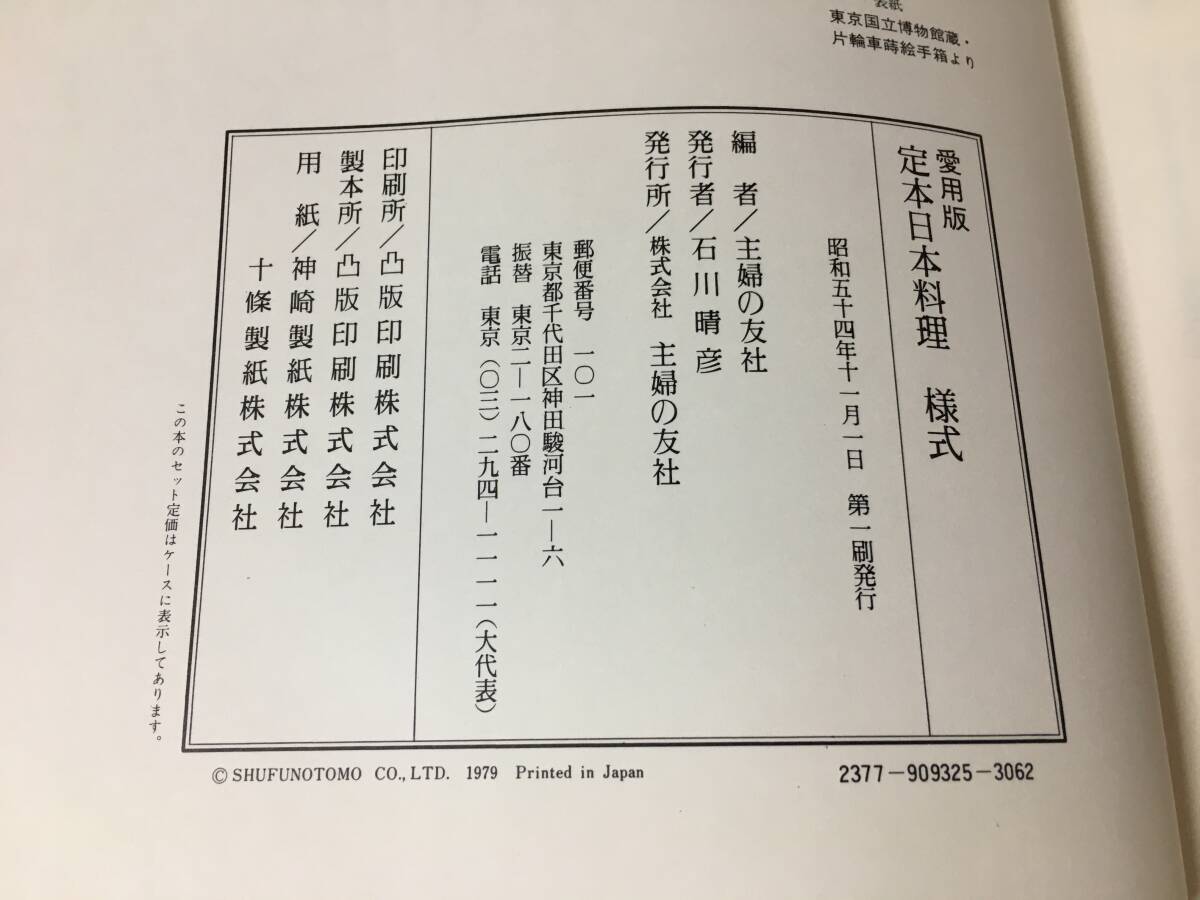 表紙
東京国立博物館蔵・
片輪車蒔絵手箱より
愛用版
定本日本料理 様式
昭和五十四年十一月一日 第一刷発行
編 者/主婦の友社
発行者/石川晴彦
発行所/株式会社 主婦の友社
郵便番号 一〇一
東京都千代田区神田駿河台一―六
振替 東京二―一八〇番
電話 東京(〇三)二九四―一一一一(大代表)
印刷所/凸版印刷株式会社
製本所/凸版印刷株式会社
用 紙/神崎製紙株式会社
十條製紙株式会社
この本のセット定価はケースに表示してあります。
© SHUFUNOTOMO CO., LTD. 1979 Printed in Japan
2377-909325-3062